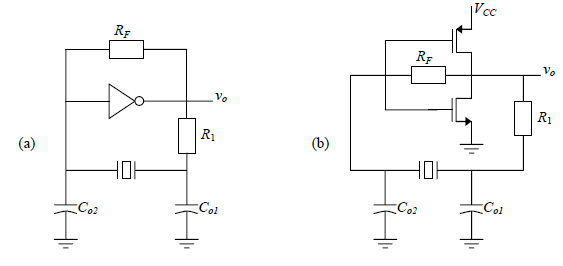 (a)
R_F
v_o
R_1
C_o2
C_o1
(b)
V_CC
R_F
v_o
R_1
C_o2
C_o1